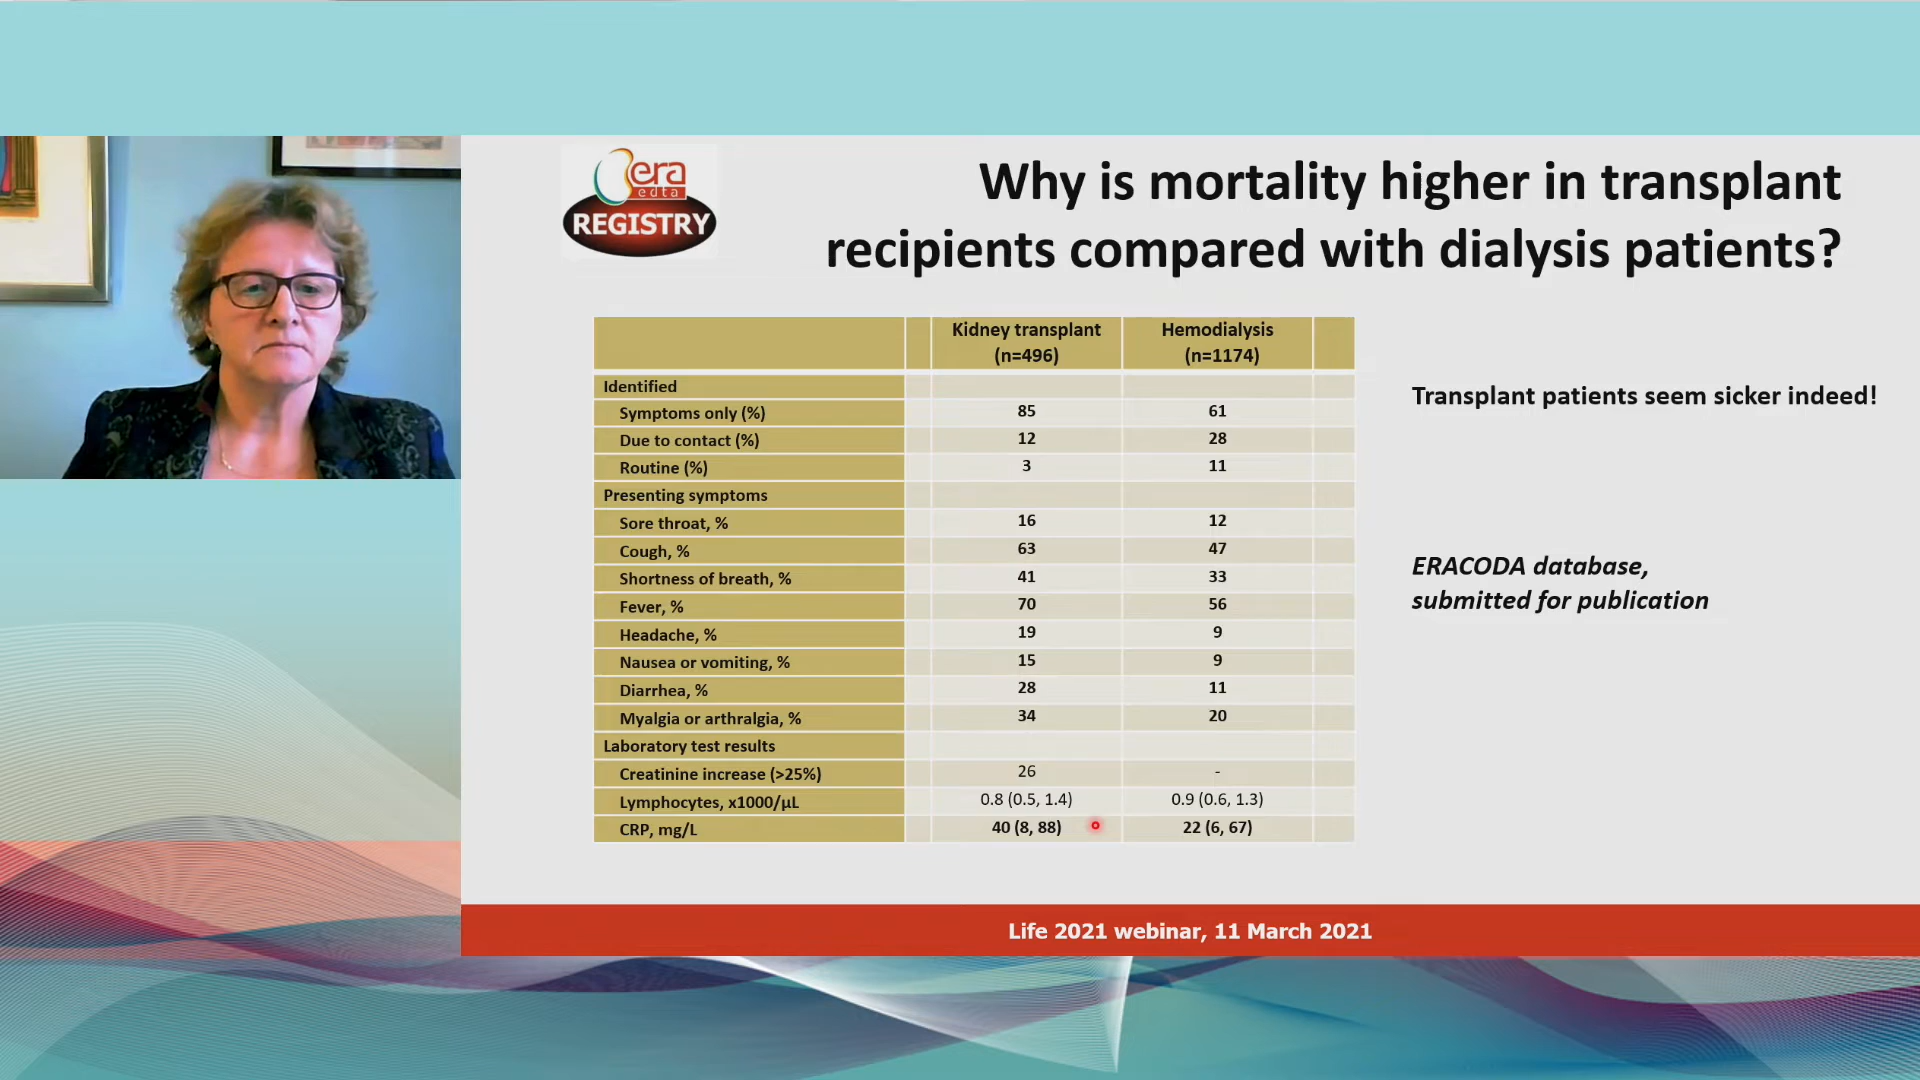 era
edta
REGISTRY
Why is mortality higher in transplant
recipients compared with dialysis patients?
Kidney transplant
(n=496)
Hemodialysis
(n=1174)
Identified
Symptoms only (%) 85 61
Due to contact (%) 12 28
Routine (%) 3 11
Presenting symptoms
Sore throat, % 16 12
Cough, % 63 47
Shortness of breath, % 41 33
Fever, % 70 56
Headache, % 19 9
Nausea or vomiting, % 15 9
Diarrhea, % 28 11
Myalgia or arthralgia, % 34 20
Laboratory test results
Creatinine increase (>25%) 26 -
Lymphocytes, x1000/µL 0.8 (0.5, 1.4) 0.9 (0.6, 1.3)
CRP, mg/L 40 (8, 88) 22 (6, 67)
Transplant patients seem sicker indeed!
ERACODA database,
submitted for publication
Life 2021 webinar, 11 March 2021